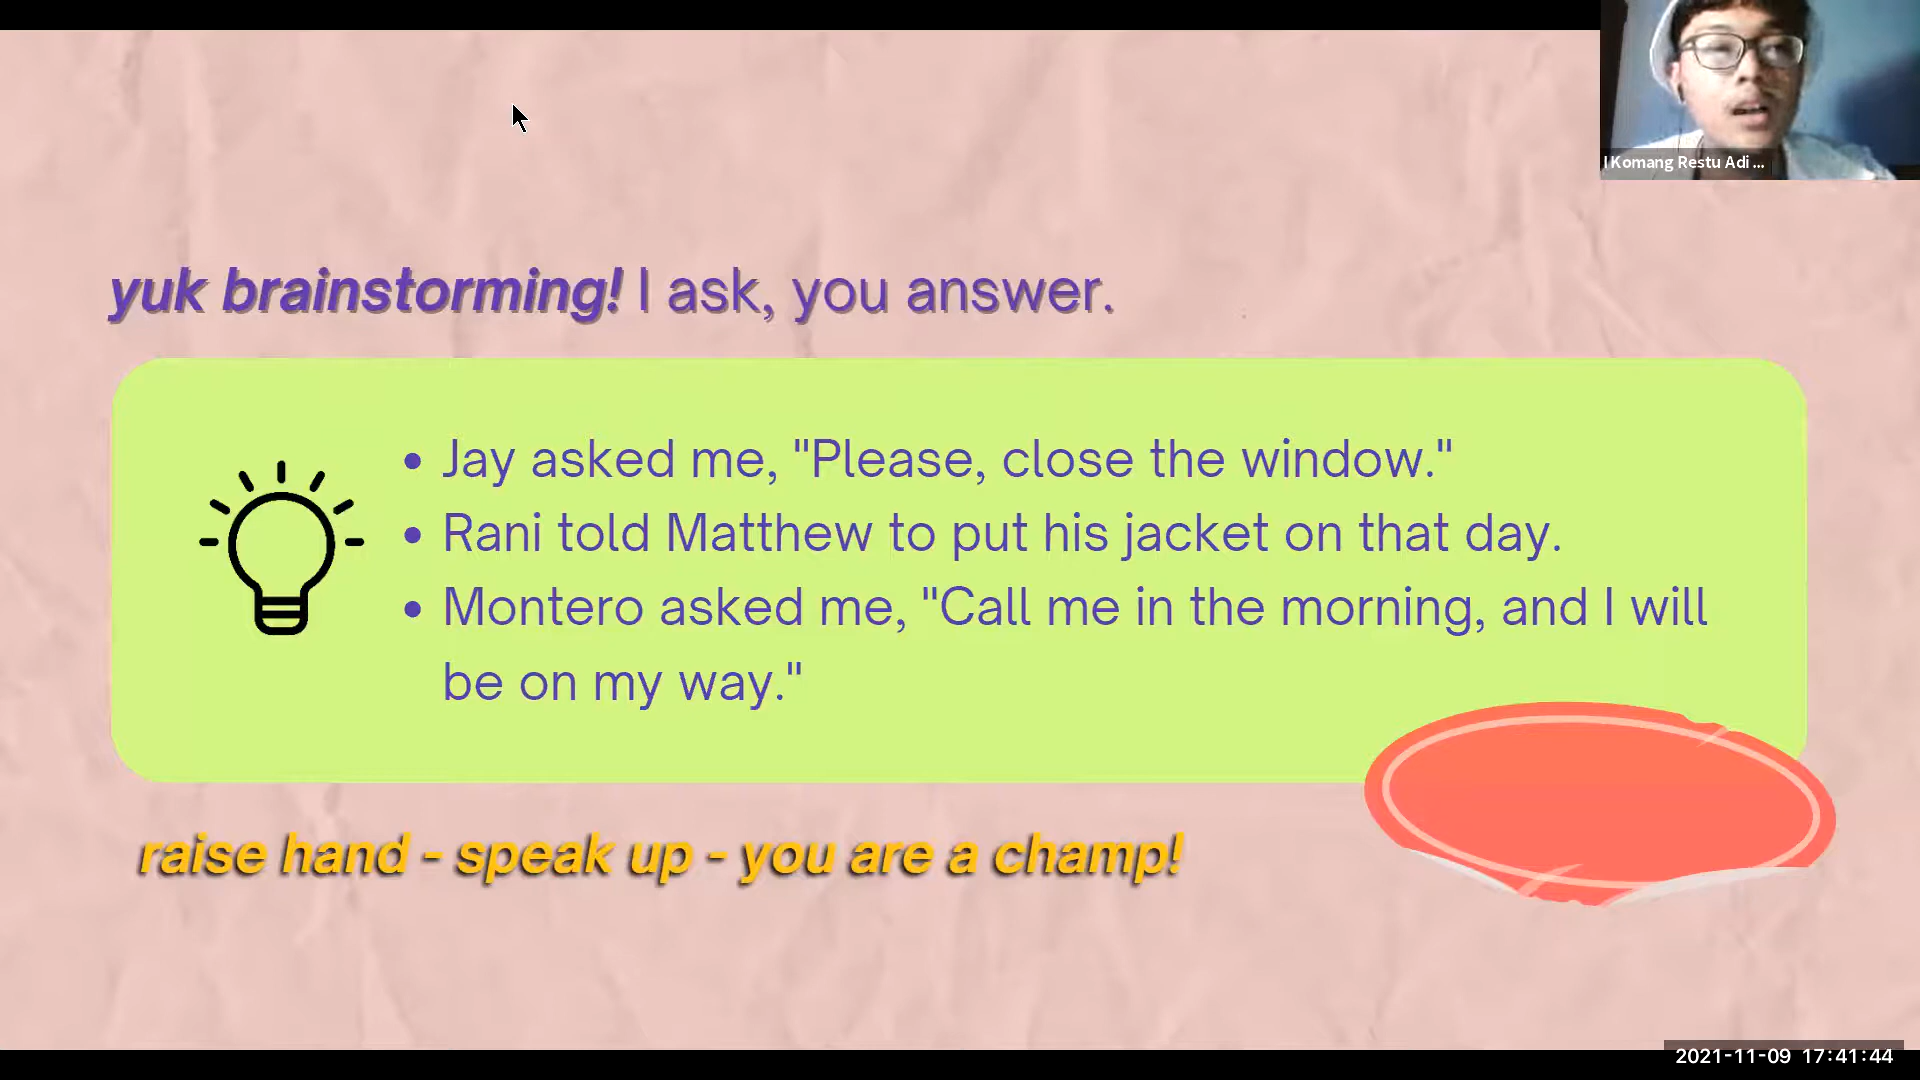 I Komang Restu Adi ...
yuk brainstorming! I ask, you answer.
• Jay asked me, "Please, close the window."
• Rani told Matthew to put his jacket on that day.
• Montero asked me, "Call me in the morning, and I will
be on my way."
raise hand - speak up - you are a champ!
2021-11-09 17:41:44